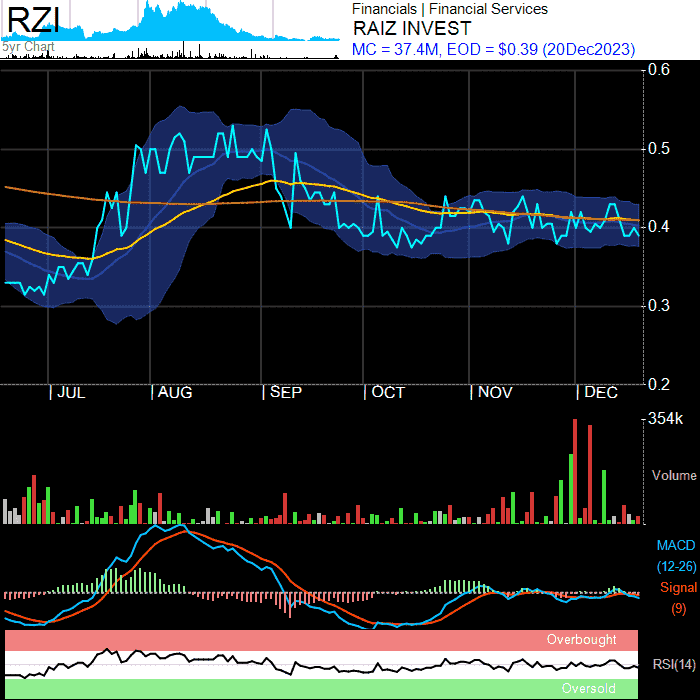 RZI
5yr Chart
Financials | Financial Services
RAIZ INVEST
MC = 37.4M, EOD = $0.39 (20Dec2023)
0.6
0.5
0.4
0.3
0.2
| JUL | AUG | SEP | OCT | NOV | DEC
354k
Volume
MACD
(12-26)
Signal
(9)
Overbought
RSI(14)
Oversold